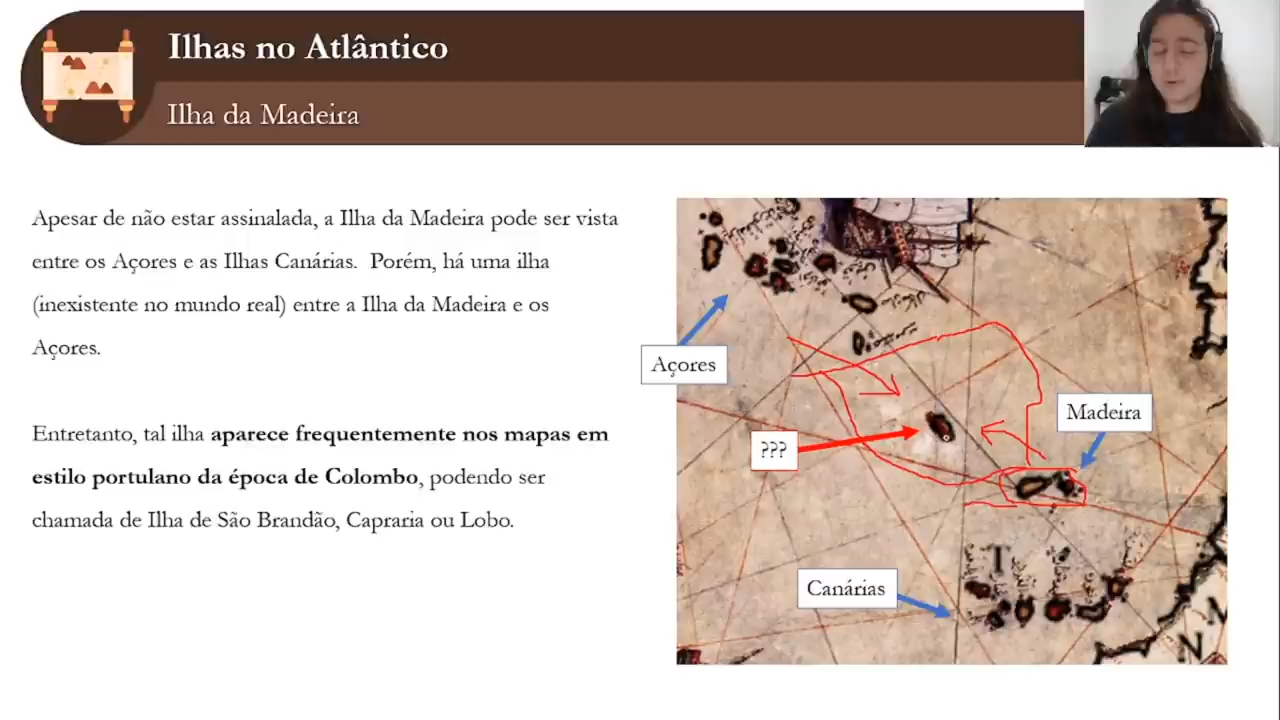 Ilhas no Atlântico
Ilha da Madeira
Apesar de não estar assinalada, a Ilha da Madeira pode ser vista
entre os Açores e as Ilhas Canárias. Porém, há uma ilha
(inexistente no mundo real) entre a Ilha da Madeira e os
Açores.
Entretanto, tal ilha aparece frequentemente nos mapas em
estilo portulano da época de Colombo, podendo ser
chamada de Ilha de São Brandão, Capraria ou Lobo.
Açores
Madeira
???
Canárias